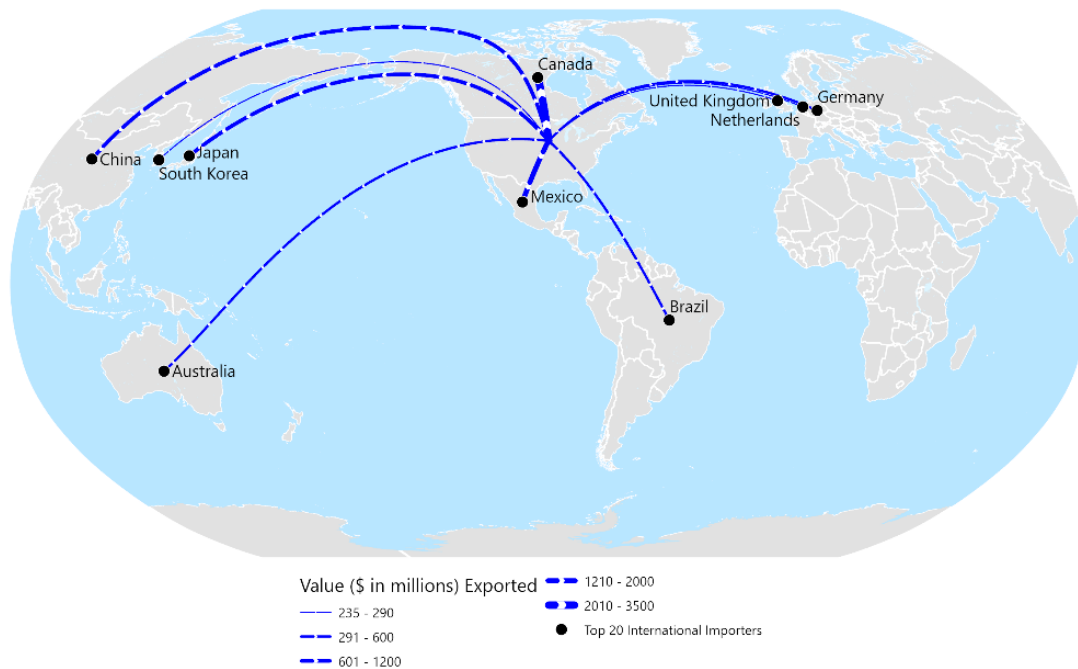 Canada
United Kingdom
Germany
Netherlands
China
Japan
South Korea
Mexico
Brazil
Australia
Value ($ in millions) Exported
235 - 290
291 - 600
601 - 1200
1210 - 2000
2010 - 3500
Top 20 International Importers